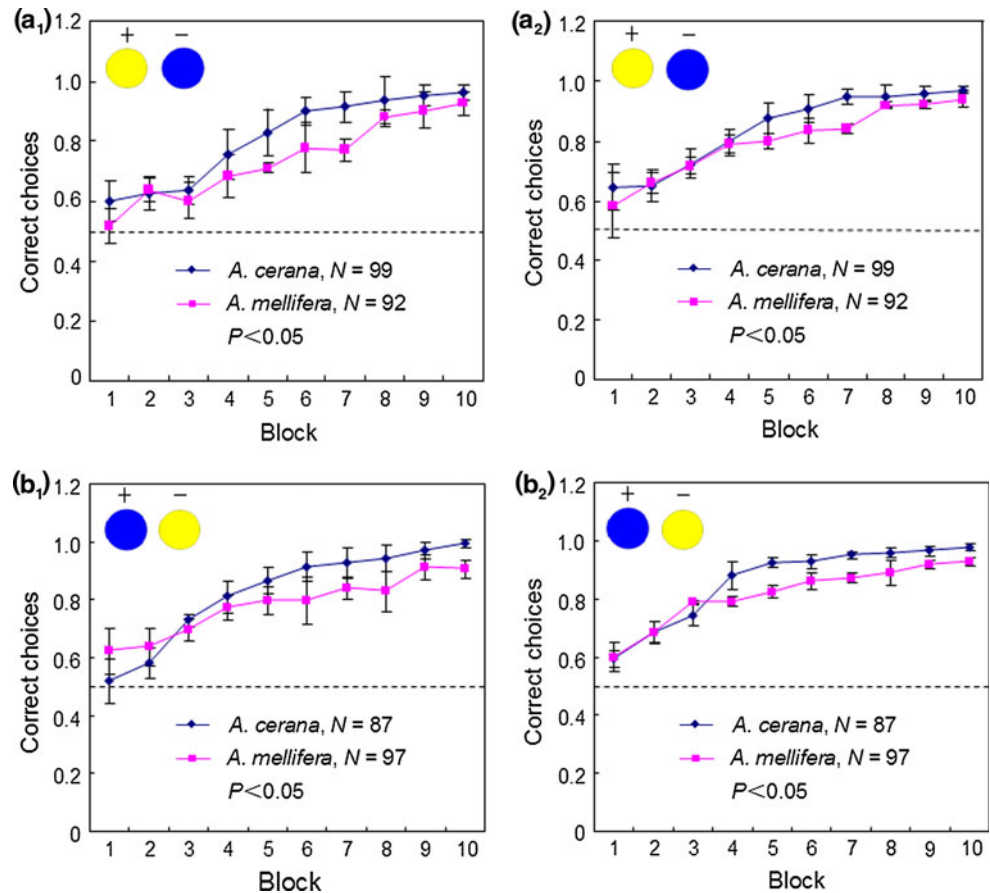 (a₁)
1.2
1.0
0.8
0.6
0.4
0.2
0
Correct choices
+ −
A. cerana, N = 99
A. mellifera, N = 92
P<0.05
1 2 3 4 5 6 7 8 9 10
Block
(a₂)
1.2
1.0
0.8
0.6
0.4
0.2
0
Correct choices
+ −
A. cerana, N = 99
A. mellifera, N = 92
P<0.05
1 2 3 4 5 6 7 8 9 10
Block
(b₁)
1.2
1.0
0.8
0.6
0.4
0.2
0
Correct choices
+ −
A. cerana, N = 87
A. mellifera, N = 97
P<0.05
1 2 3 4 5 6 7 8 9 10
Block
(b₂)
1.2
1.0
0.8
0.6
0.4
0.2
0
Correct choices
+ −
A. cerana, N = 87
A. mellifera, N = 97
P<0.05
1 2 3 4 5 6 7 8 9 10
Block